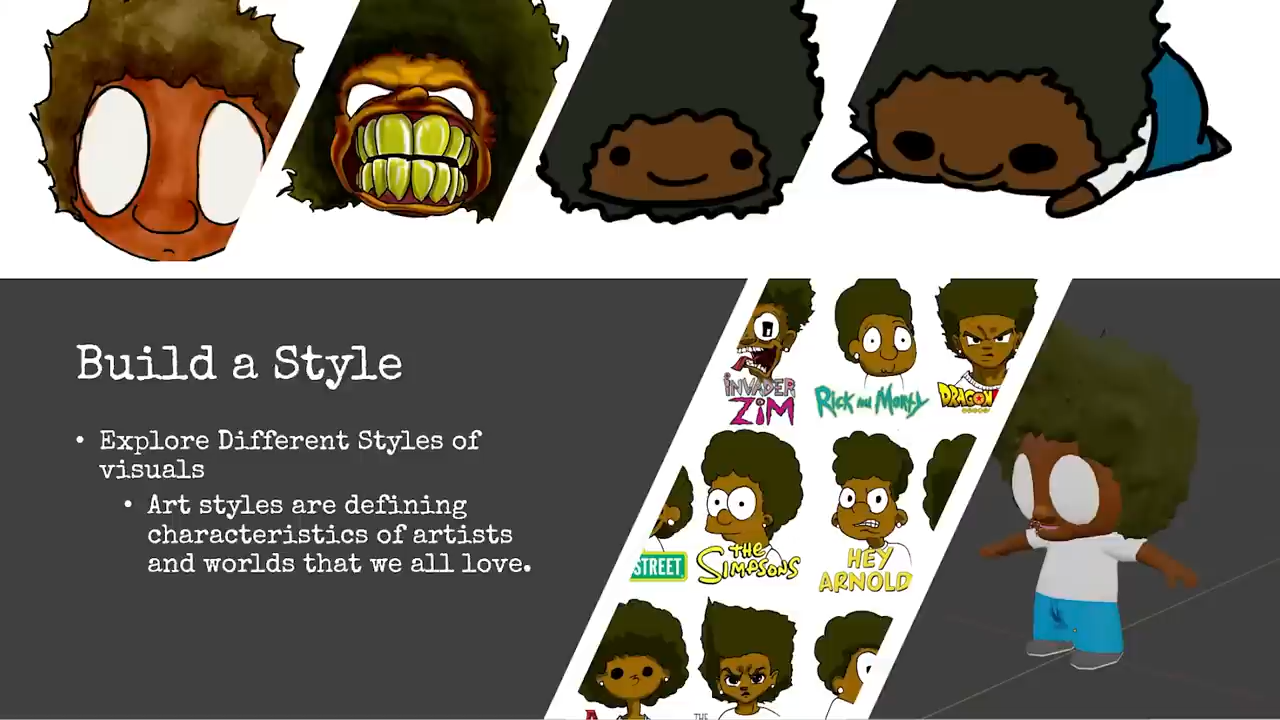 Build a Style
• Explore Different Styles of
visuals
• Art styles are defining
characteristics of artists
and worlds that we all love.
INVADER
ZIM
Rick and Morty
DRAGON
STREET
the
SIMPSONS
HEY
ARNOLD
THE